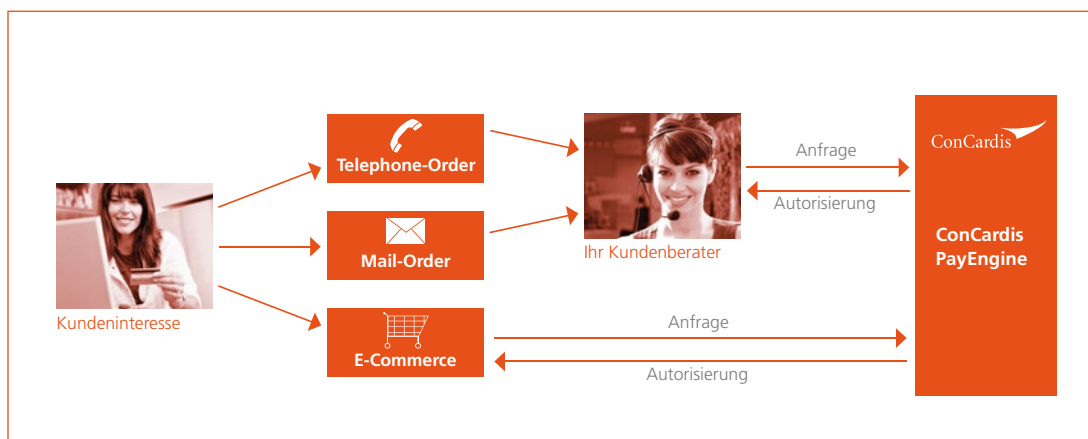 Kundeninteresse
Telephone-Order
Mail-Order
E-Commerce
Ihr Kundenberater
Anfrage
Autorisierung
Anfrage
Autorisierung
ConCardis
ConCardis
PayEngine